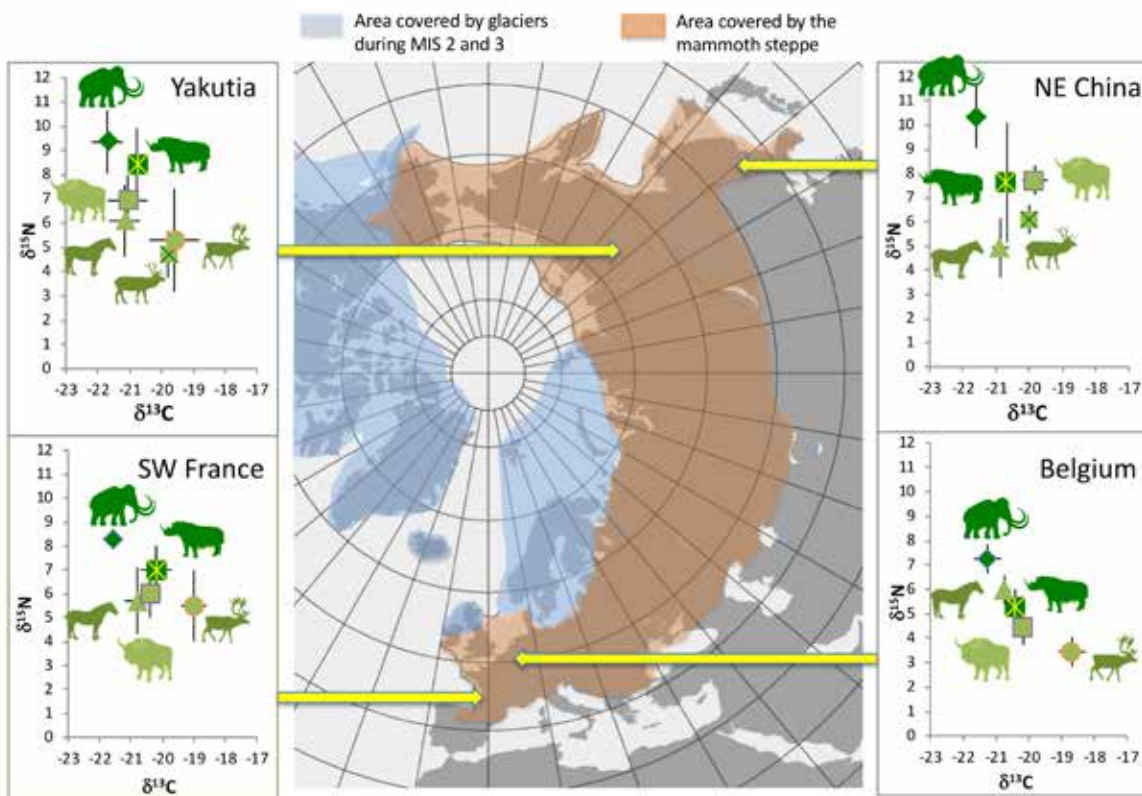 Area covered by glaciers
during MIS 2 and 3
Area covered by the
mammoth steppe
Yakutia
δ¹⁵N
12
11
10
9
8
7
6
5
4
3
2
1
0
-23 -22 -21 -20 -19 -18 -17
δ¹³C
NE China
δ¹⁵N
12
11
10
9
8
7
6
5
4
3
2
1
0
-23 -22 -21 -20 -19 -18 -17
δ¹³C
SW France
δ¹⁵N
12
11
10
9
8
7
6
5
4
3
2
1
0
-23 -22 -21 -20 -19 -18 -17
δ¹³C
Belgium
δ¹⁵N
12
11
10
9
8
7
6
5
4
3
2
1
0
-23 -22 -21 -20 -19 -18 -17
δ¹³C